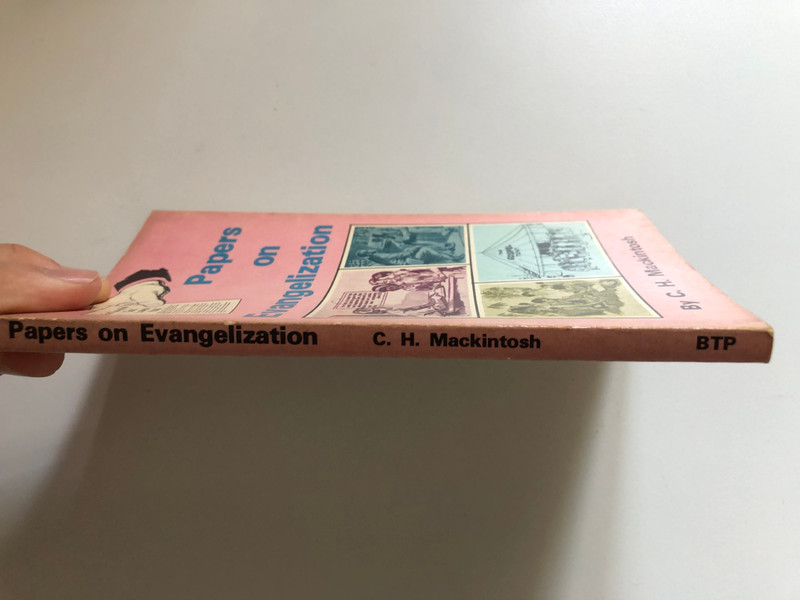 Papers
on
Evangelization
By C. H. Mackintosh
Papers on Evangelization C. H. Mackintosh BTP